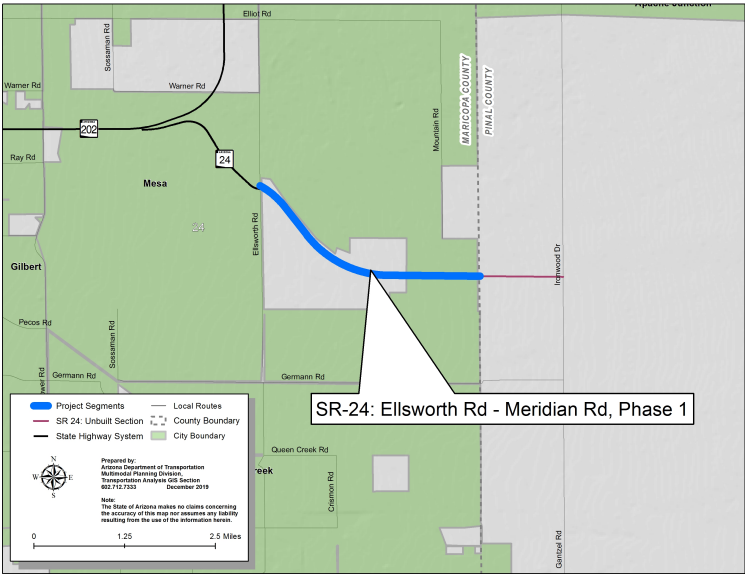 Apache Junction
Elliot Rd
Sossaman Rd
Warner Rd
Warner Rd
202
Ray Rd
24
Mesa
24
Mountain Rd
MARICOPA COUNTY
PINAL COUNTY
Ellsworth Rd
Ironwood Dr
Gilbert
Pecos Rd
Sossaman Rd
Germann Rd
Germann Rd
SR-24: Ellsworth Rd - Meridian Rd, Phase 1
wer Rd
Queen Creek Rd
reek
Crismon Rd
Gantzel Rd
Project Segments
SR 24: Unbuilt Section
State Highway System
Local Routes
County Boundary
City Boundary
N
W
E
S
Prepared by:
Arizona Department of Transportation
Multimodal Planning Division,
Transportation Analysis GIS Section
602.712.7333 December 2019
Note:
The State of Arizona makes no claims concerning
the accuracy of this map nor assumes any liability
resulting from the use of the information herein.
0 1.25 2.5 Miles